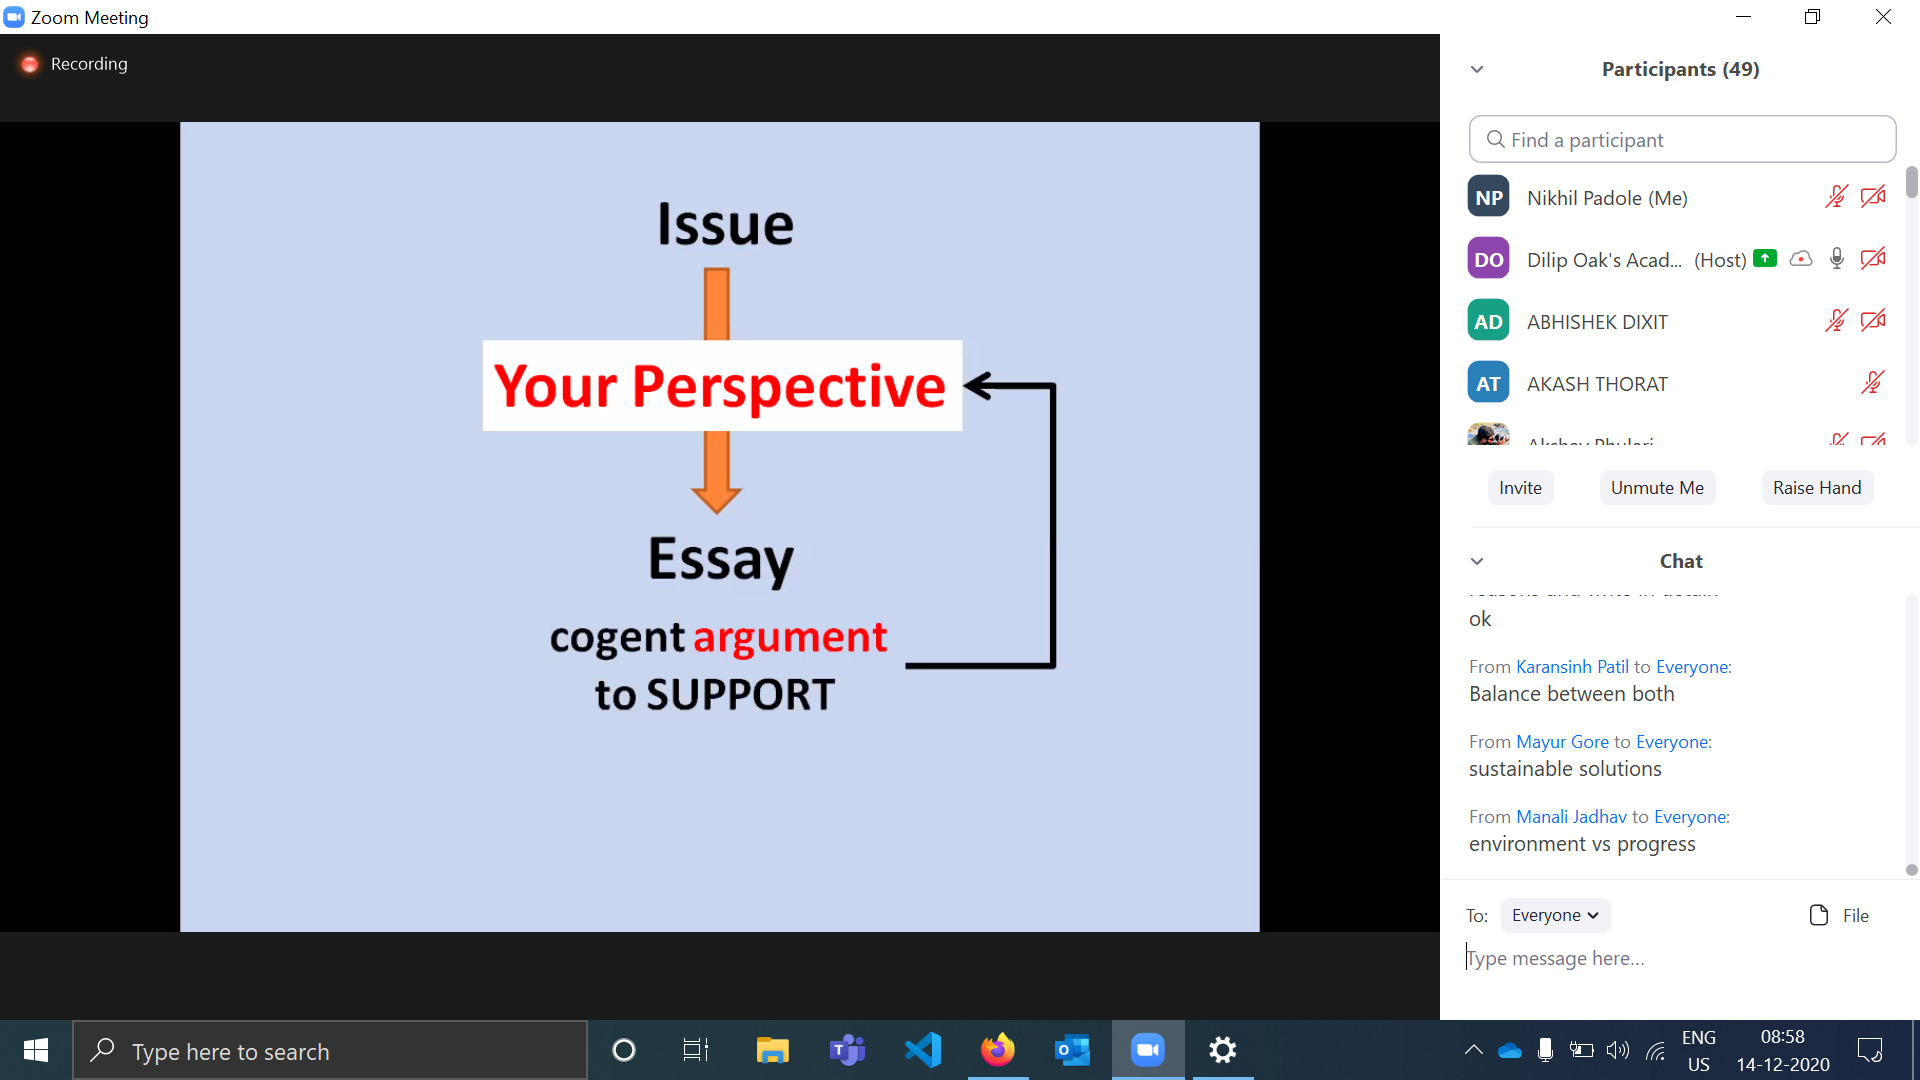 Zoom Meeting
Recording
Issue
Your Perspective
Essay
cogent argument
to SUPPORT
Participants (49)
Find a participant
NP Nikhil Padole (Me)
DO Dilip Oak's Acad... (Host)
AD ABHISHEK DIXIT
AT AKASH THORAT
Invite Unmute Me Raise Hand
Chat
ok
From Karansinh Patil to Everyone:
Balance between both
From Mayur Gore to Everyone:
sustainable solutions
From Manali Jadhav to Everyone:
environment vs progress
To: Everyone File
Type message here...
Type here to search
ENG
US
08:58
14-12-2020